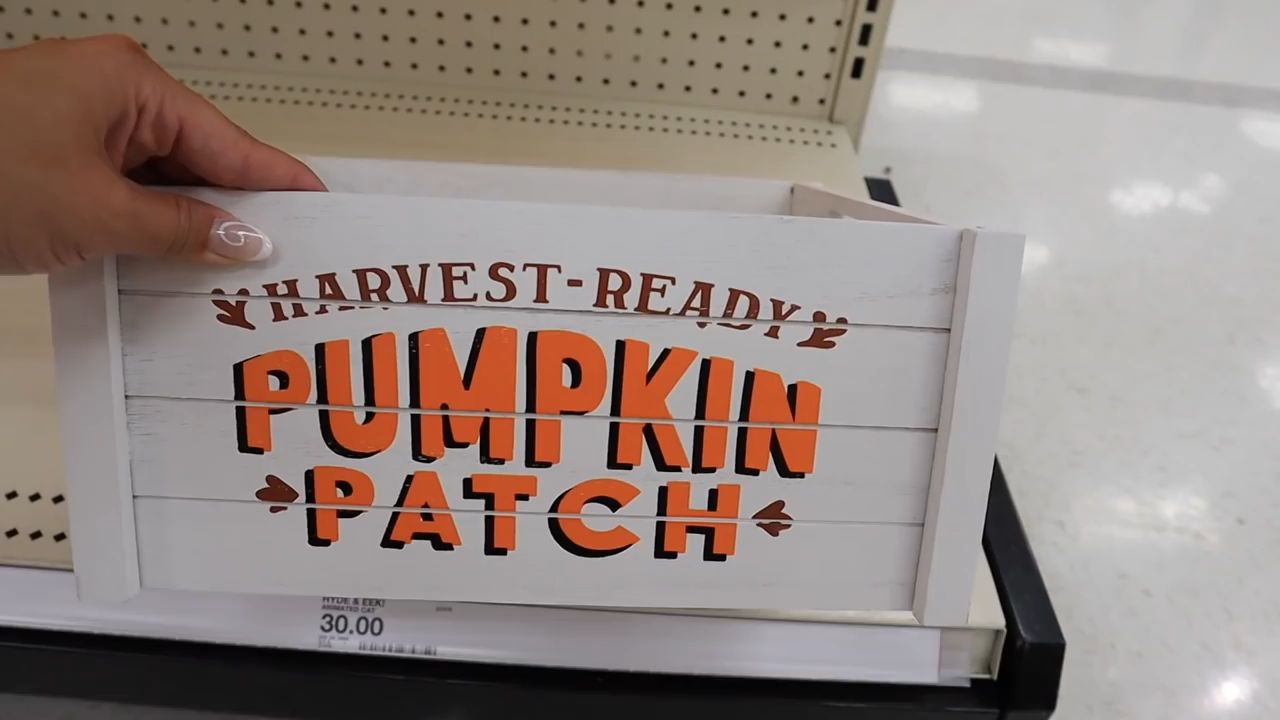 HARVEST-READY
PUMPKIN
PATCH
HYDE & EEK!
ANIMATED CAT
30.00